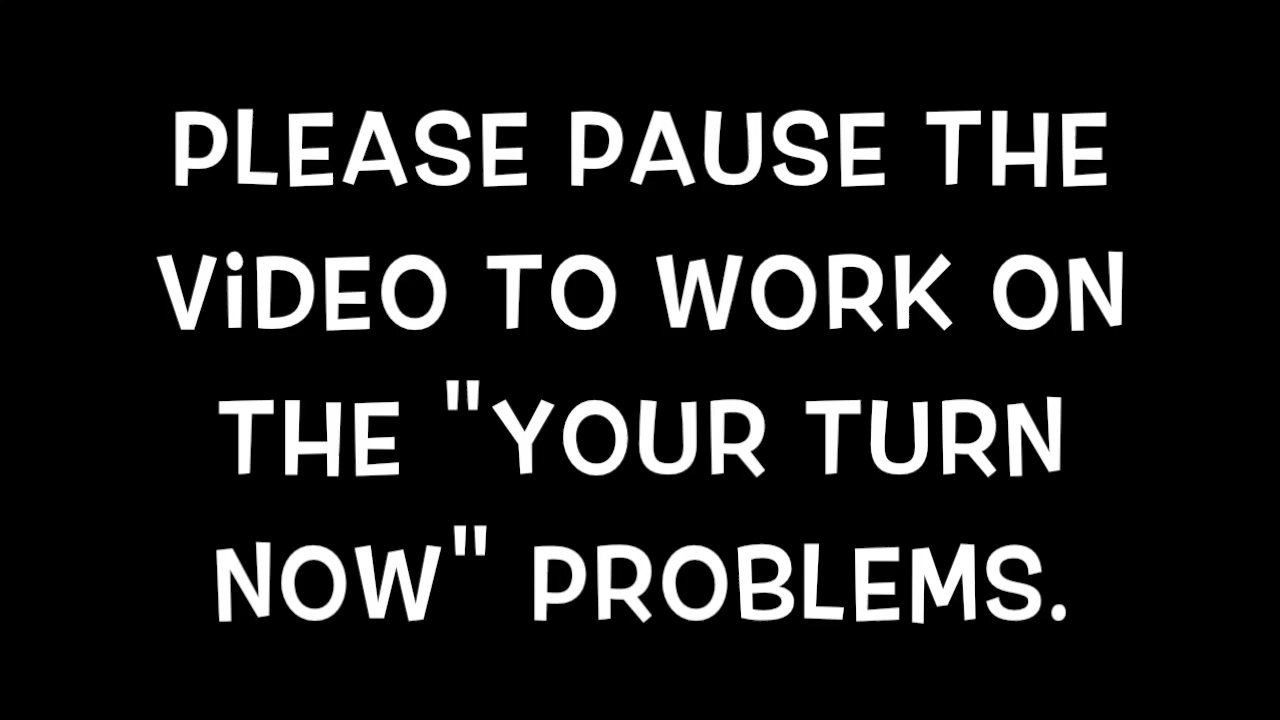 PLEASE PAUSE THE
ViDEO TO WORK ON
THE "YOUR TURN
NOW" PROBLEMS.